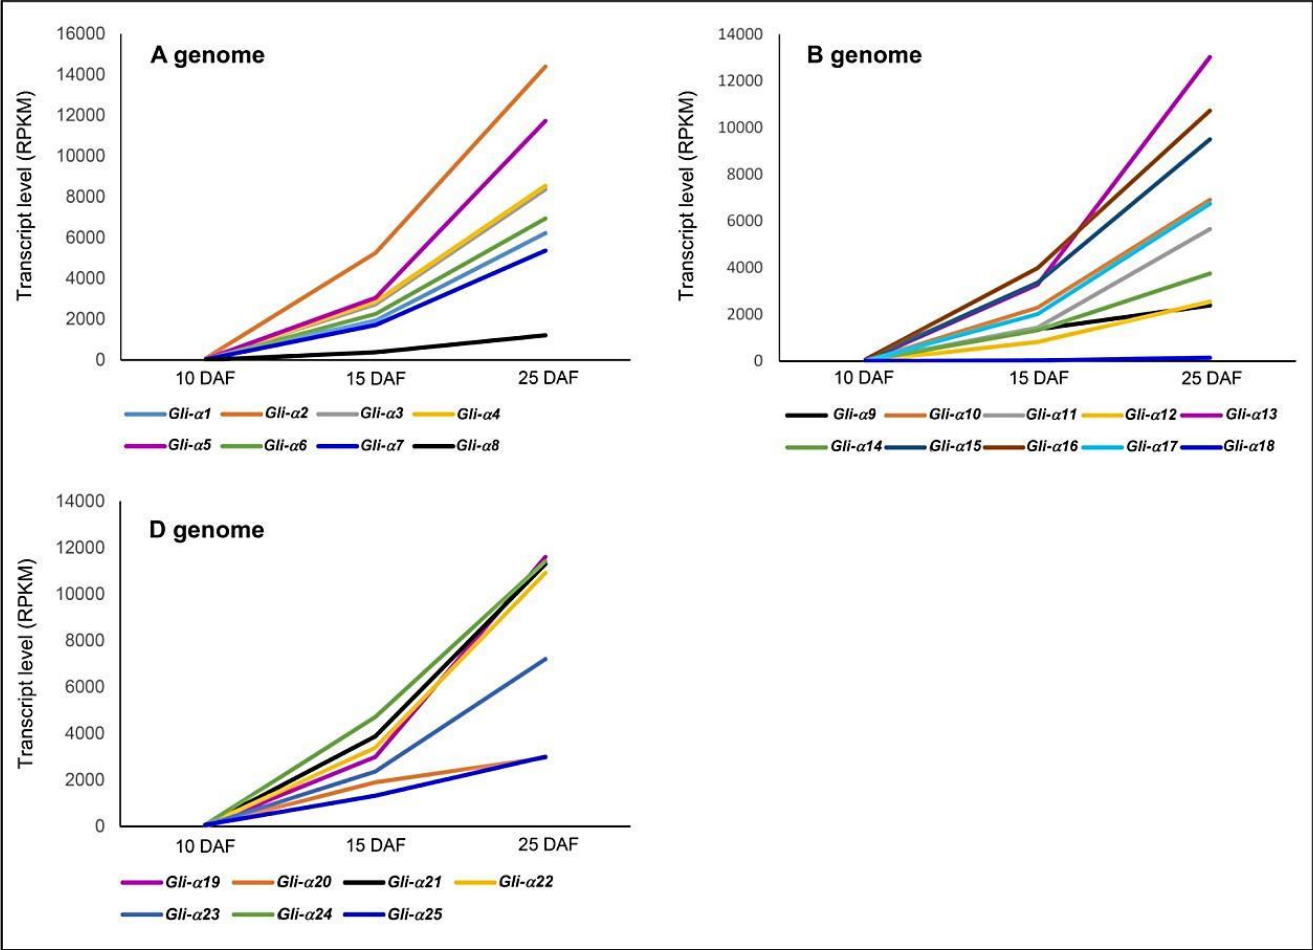 A genome
Transcript level (RPKM)
16000
14000
12000
10000
8000
6000
4000
2000
0
10 DAF 15 DAF 25 DAF
Gli-α1 Gli-α2 Gli-α3 Gli-α4
Gli-α5 Gli-α6 Gli-α7 Gli-α8
B genome
Transcript level (RPKM)
14000
12000
10000
8000
6000
4000
2000
0
10 DAF 15 DAF 25 DAF
Gli-α9 Gli-α10 Gli-α11 Gli-α12 Gli-α13
Gli-α14 Gli-α15 Gli-α16 Gli-α17 Gli-α18
D genome
Transcript level (RPKM)
14000
12000
10000
8000
6000
4000
2000
0
10 DAF 15 DAF 25 DAF
Gli-α19 Gli-α20 Gli-α21 Gli-α22
Gli-α23 Gli-α24 Gli-α25